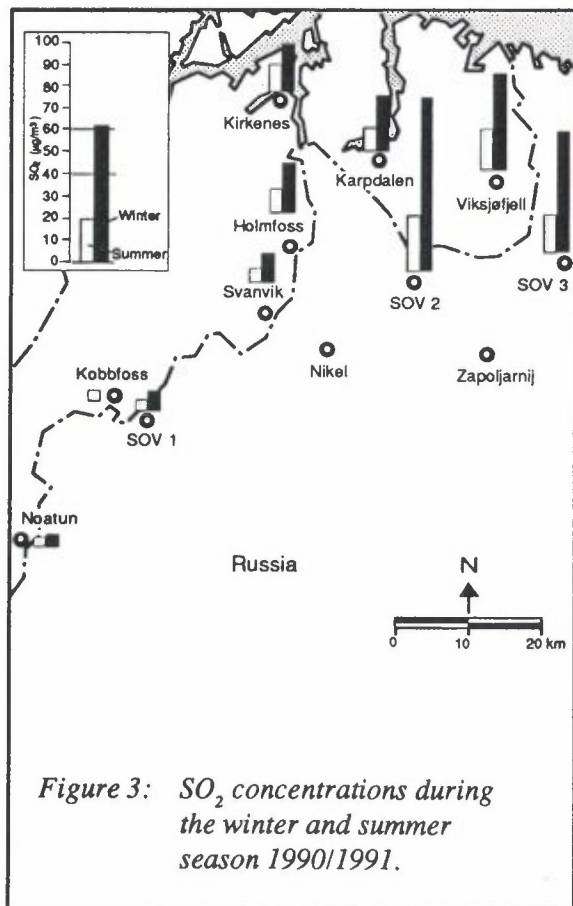 100
90
80
70
60
50
40
30
20
10
0
SO₂ (µg/m³)
Winter
Summer
Kirkenes
Karpdalen
Viksjøfjell
Holmfoss
SOV 2
SOV 3
Svanvik
Nikel
Zapoljarnij
Kobbfoss
SOV 1
Noatun
Russia
N
0 10 20 km
Figure 3: SO₂ concentrations during
the winter and summer
season 1990/1991.